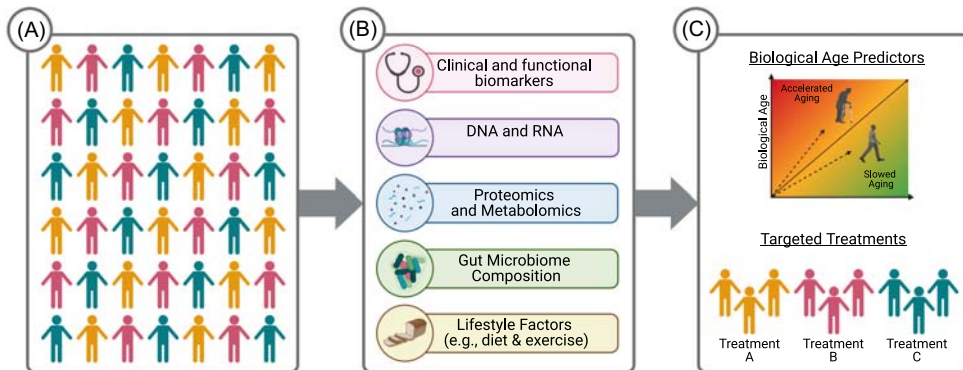 (A)
(B)
Clinical and functional
biomarkers
DNA and RNA
Proteomics
and Metabolomics
Gut Microbiome
Composition
Lifestyle Factors
(e.g., diet & exercise)
(C)
Biological Age Predictors
Biological Age
Accelerated
Aging
Slowed
Aging
Targeted Treatments
Treatment
A
Treatment
B
Treatment
C